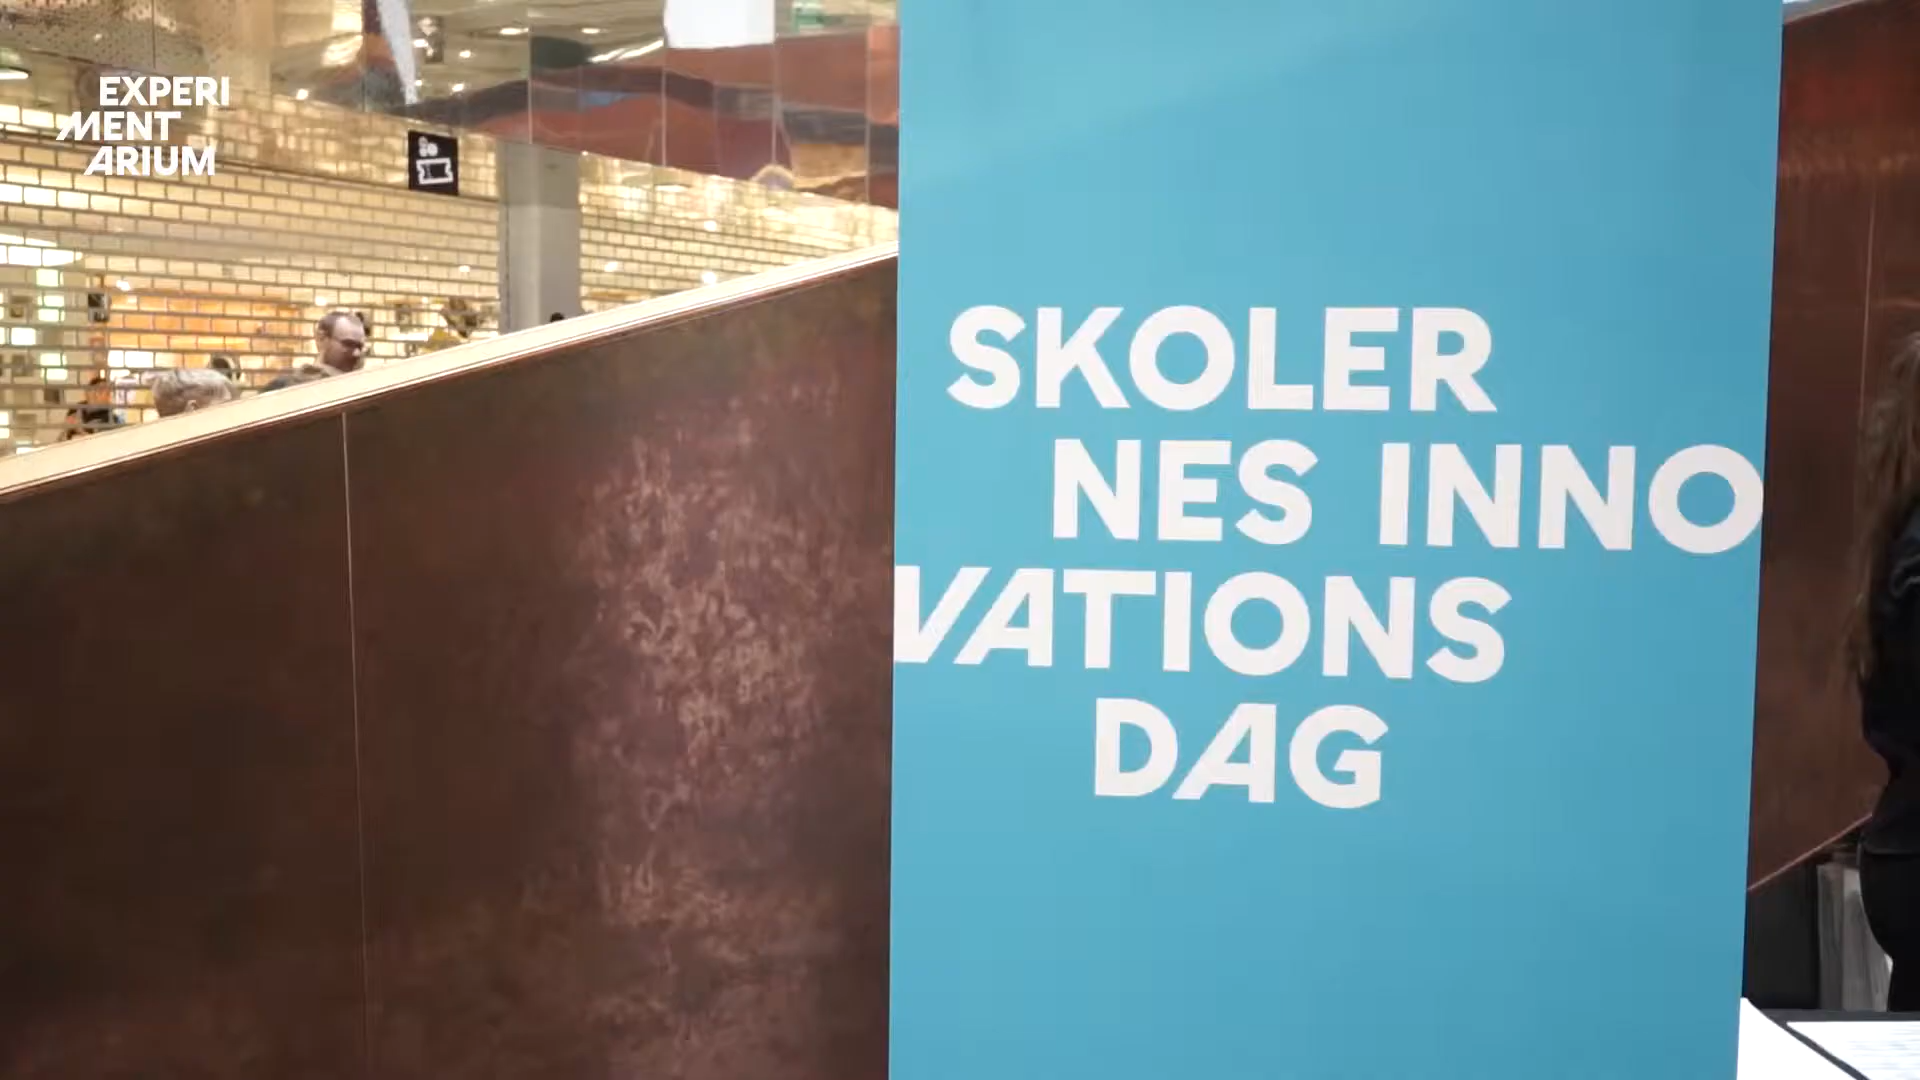 EXPERI
MENT
ARIUM
SKOLER
NES INNO
VATIONS
DAG